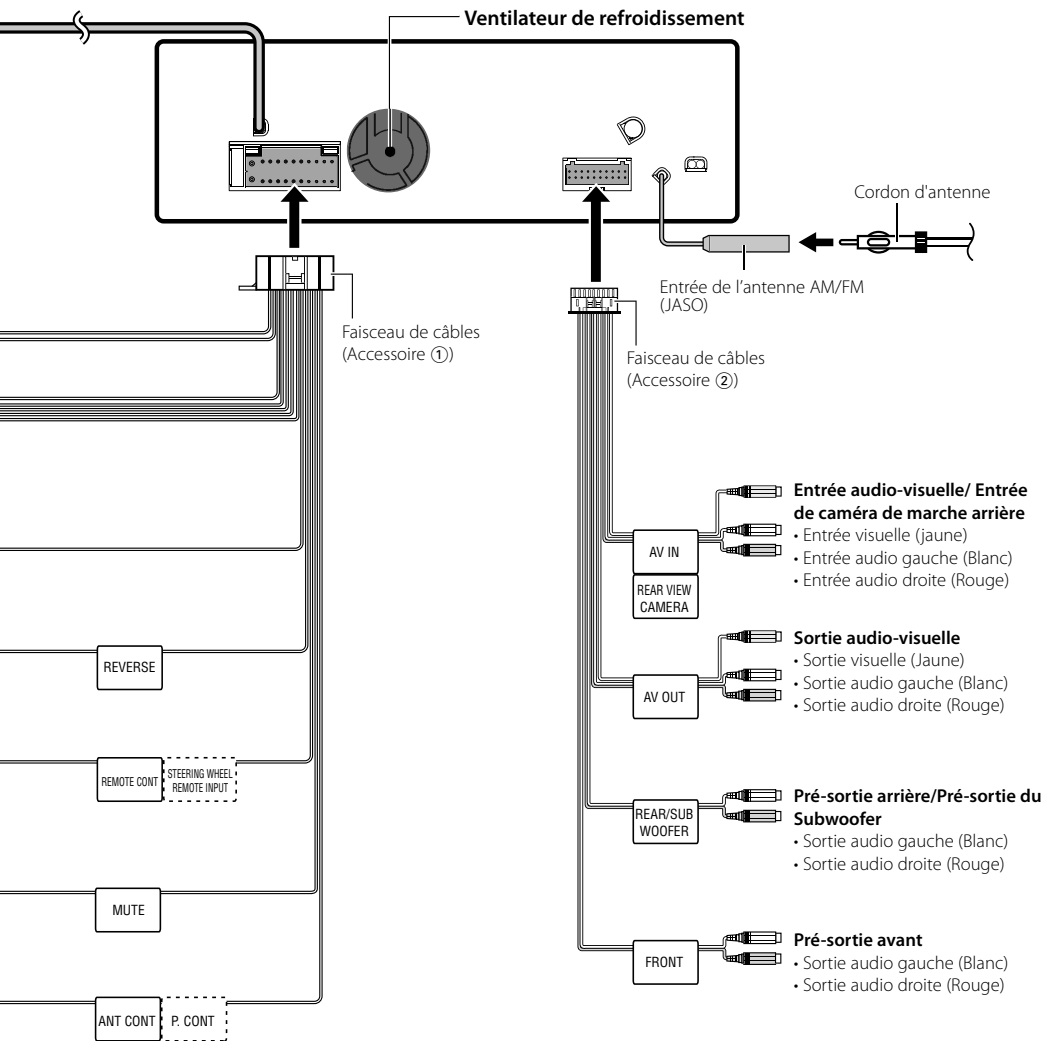 Ventilateur de refroidissement
Cordon d'antenne
Entrée de l'antenne AM/FM
(JASO)
Faisceau de câbles
(Accessoire ①)
Faisceau de câbles
(Accessoire ②)
AV IN
REAR VIEW
CAMERA
Entrée audio-visuelle/ Entrée
de caméra de marche arrière
• Entrée visuelle (jaune)
• Entrée audio gauche (Blanc)
• Entrée audio droite (Rouge)
REVERSE
AV OUT
Sortie audio-visuelle
• Sortie visuelle (Jaune)
• Sortie audio gauche (Blanc)
• Sortie audio droite (Rouge)
REMOTE CONT
STEERING WHEEL
REMOTE INPUT
REAR/SUB
WOOFER
Pré-sortie arrière/Pré-sortie du
Subwoofer
• Sortie audio gauche (Blanc)
• Sortie audio droite (Rouge)
MUTE
FRONT
Pré-sortie avant
• Sortie audio gauche (Blanc)
• Sortie audio droite (Rouge)
ANT CONT
P. CONT